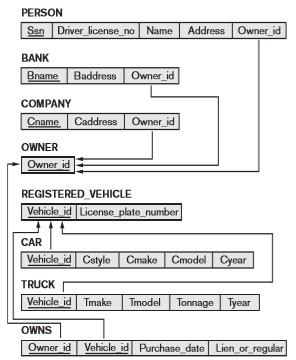 PERSON
Ssn Driver_license_no Name Address Owner_id
BANK
Bname Baddress Owner_id
COMPANY
Cname Caddress Owner_id
OWNER
Owner_id
REGISTERED_VEHICLE
Vehicle_id License_plate_number
CAR
Vehicle_id Cstyle Cmake Cmodel Cyear
TRUCK
Vehicle_id Tmake Tmodel Tonnage Tyear
OWNS
Owner_id Vehicle_id Purchase_date Lien_or_regular